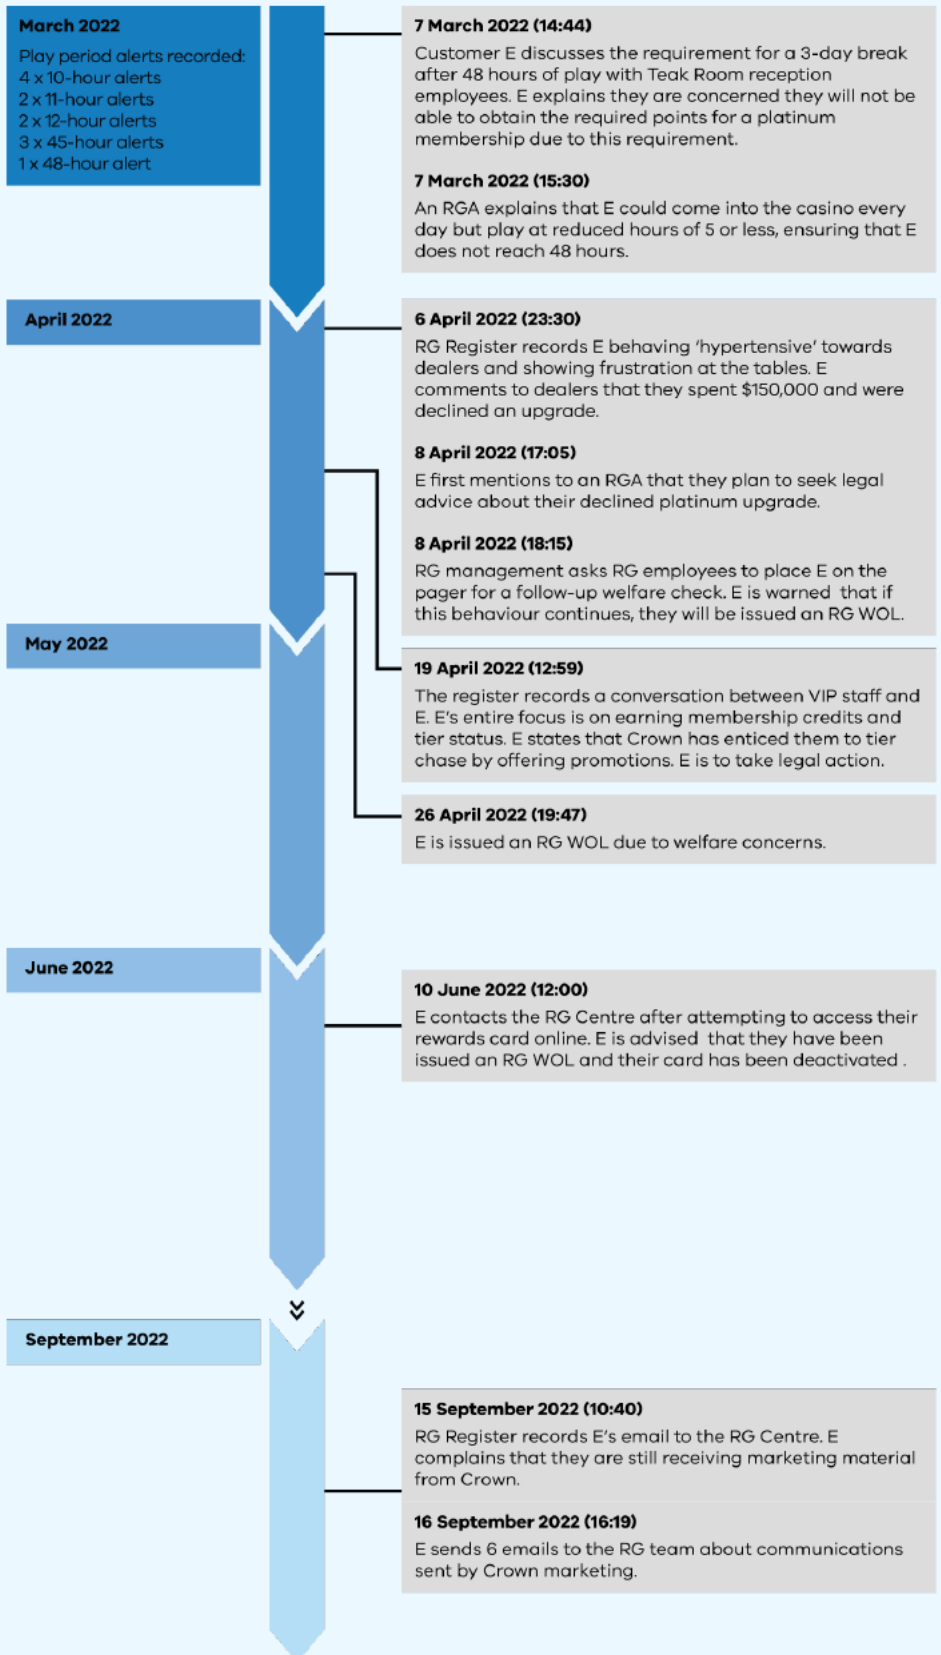 March 2022
Play period alerts recorded:
4 x 10-hour alerts
2 x 11-hour alerts
2 x 12-hour alerts
3 x 45-hour alerts
1 x 48-hour alert
7 March 2022 (14:44)
Customer E discusses the requirement for a 3-day break
after 48 hours of play with Teak Room reception
employees. E explains they are concerned they will not be
able to obtain the required points for a platinum
membership due to this requirement.
7 March 2022 (15:30)
An RGA explains that E could come into the casino every
day but play at reduced hours of 5 or less, ensuring that E
does not reach 48 hours.
April 2022
6 April 2022 (23:30)
RG Register records E behaving ‘hypertensive’ towards
dealers and showing frustration at the tables. E
comments to dealers that they spent $150,000 and were
declined an upgrade.
8 April 2022 (17:05)
E first mentions to an RGA that they plan to seek legal
advice about their declined platinum upgrade.
8 April 2022 (18:15)
RG management asks RG employees to place E on the
pager for a follow-up welfare check. E is warned that if
this behaviour continues, they will be issued an RG WOL.
19 April 2022 (12:59)
The register records a conversation between VIP staff and
E. E’s entire focus is on earning membership credits and
tier status. E states that Crown has enticed them to tier
chase by offering promotions. E is to take legal action.
26 April 2022 (19:47)
E is issued an RG WOL due to welfare concerns.
May 2022
June 2022
10 June 2022 (12:00)
E contacts the RG Centre after attempting to access their
rewards card online. E is advised that they have been
issued an RG WOL and their card has been deactivated .
September 2022
15 September 2022 (10:40)
RG Register records E’s email to the RG Centre. E
complains that they are still receiving marketing material
from Crown.
16 September 2022 (16:19)
E sends 6 emails to the RG team about communications
sent by Crown marketing.